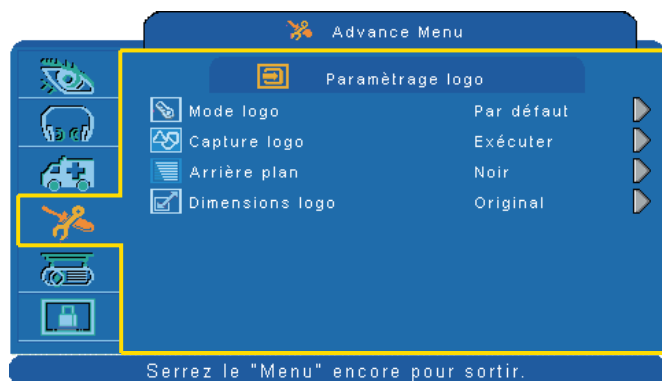 Advance Menu
Paramètrage logo
Mode logo Par défaut
Capture logo Exécuter
Arrière plan Noir
Dimensions logo Original
Serrez le "Menu" encore pour sortir.